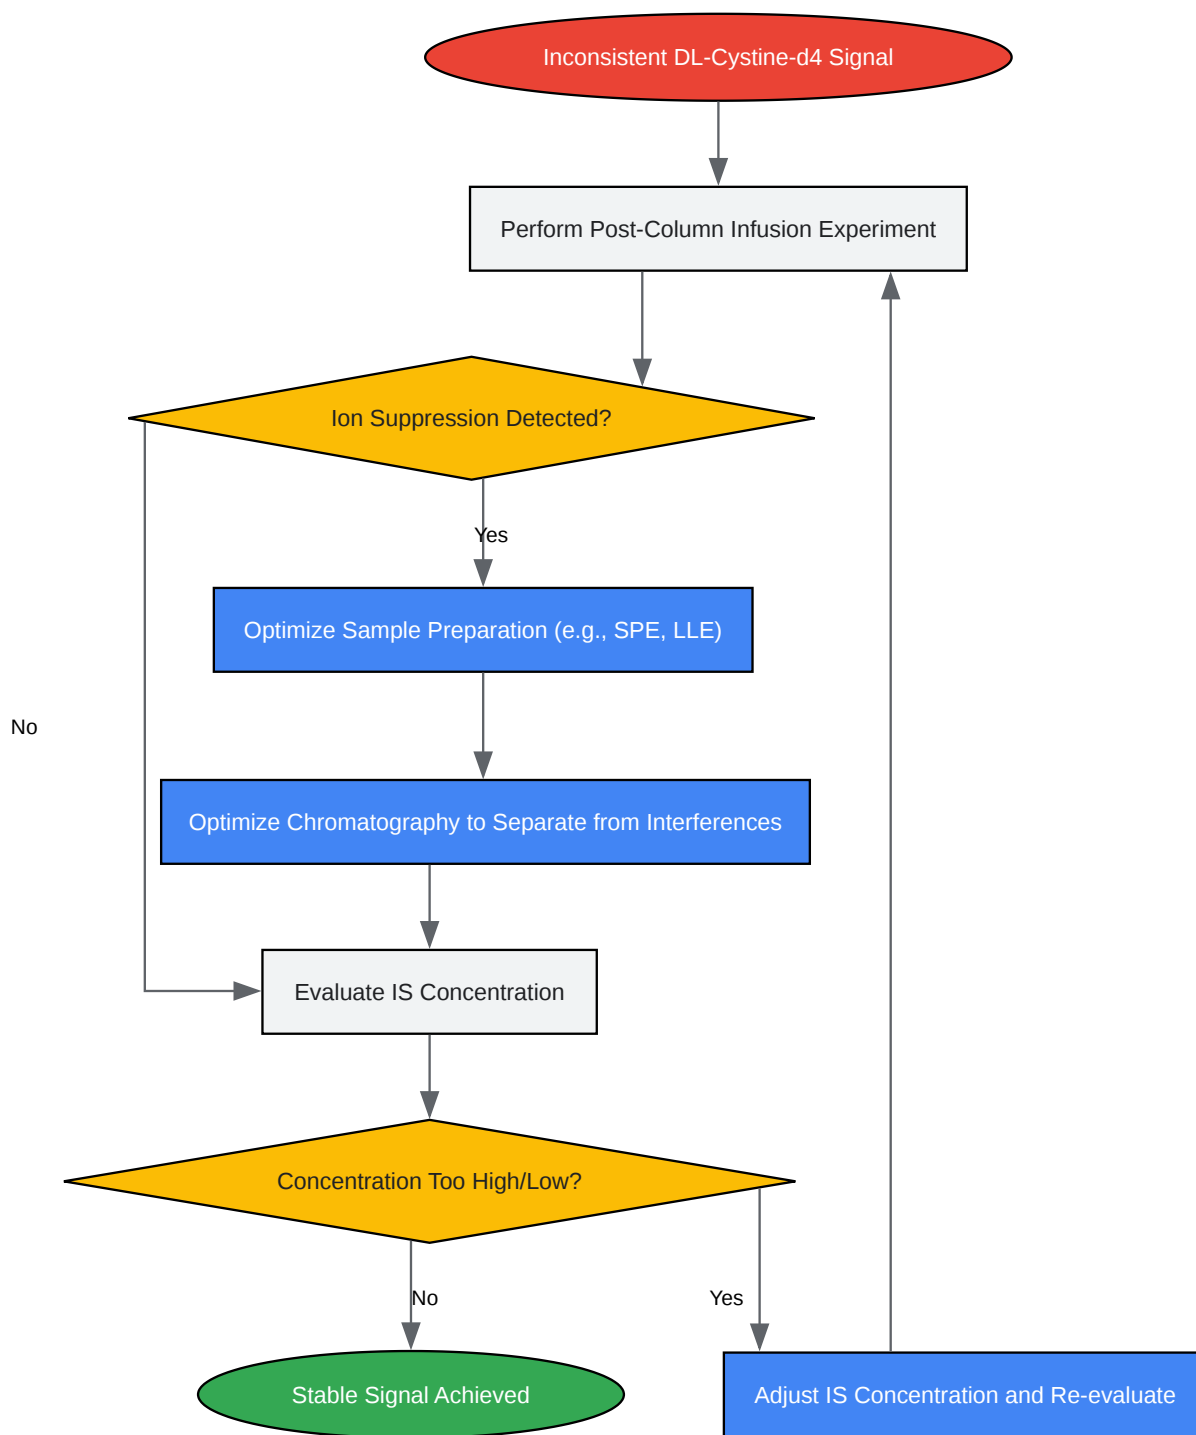 Inconsistent DL-Cystine-d4 Signal
Perform Post-Column Infusion Experiment
Ion Suppression Detected?
Yes
Optimize Sample Preparation (e.g., SPE, LLE)
No
Optimize Chromatography to Separate from Interferences
Evaluate IS Concentration
Concentration Too High/Low?
No
Yes
Stable Signal Achieved
Adjust IS Concentration and Re-evaluate